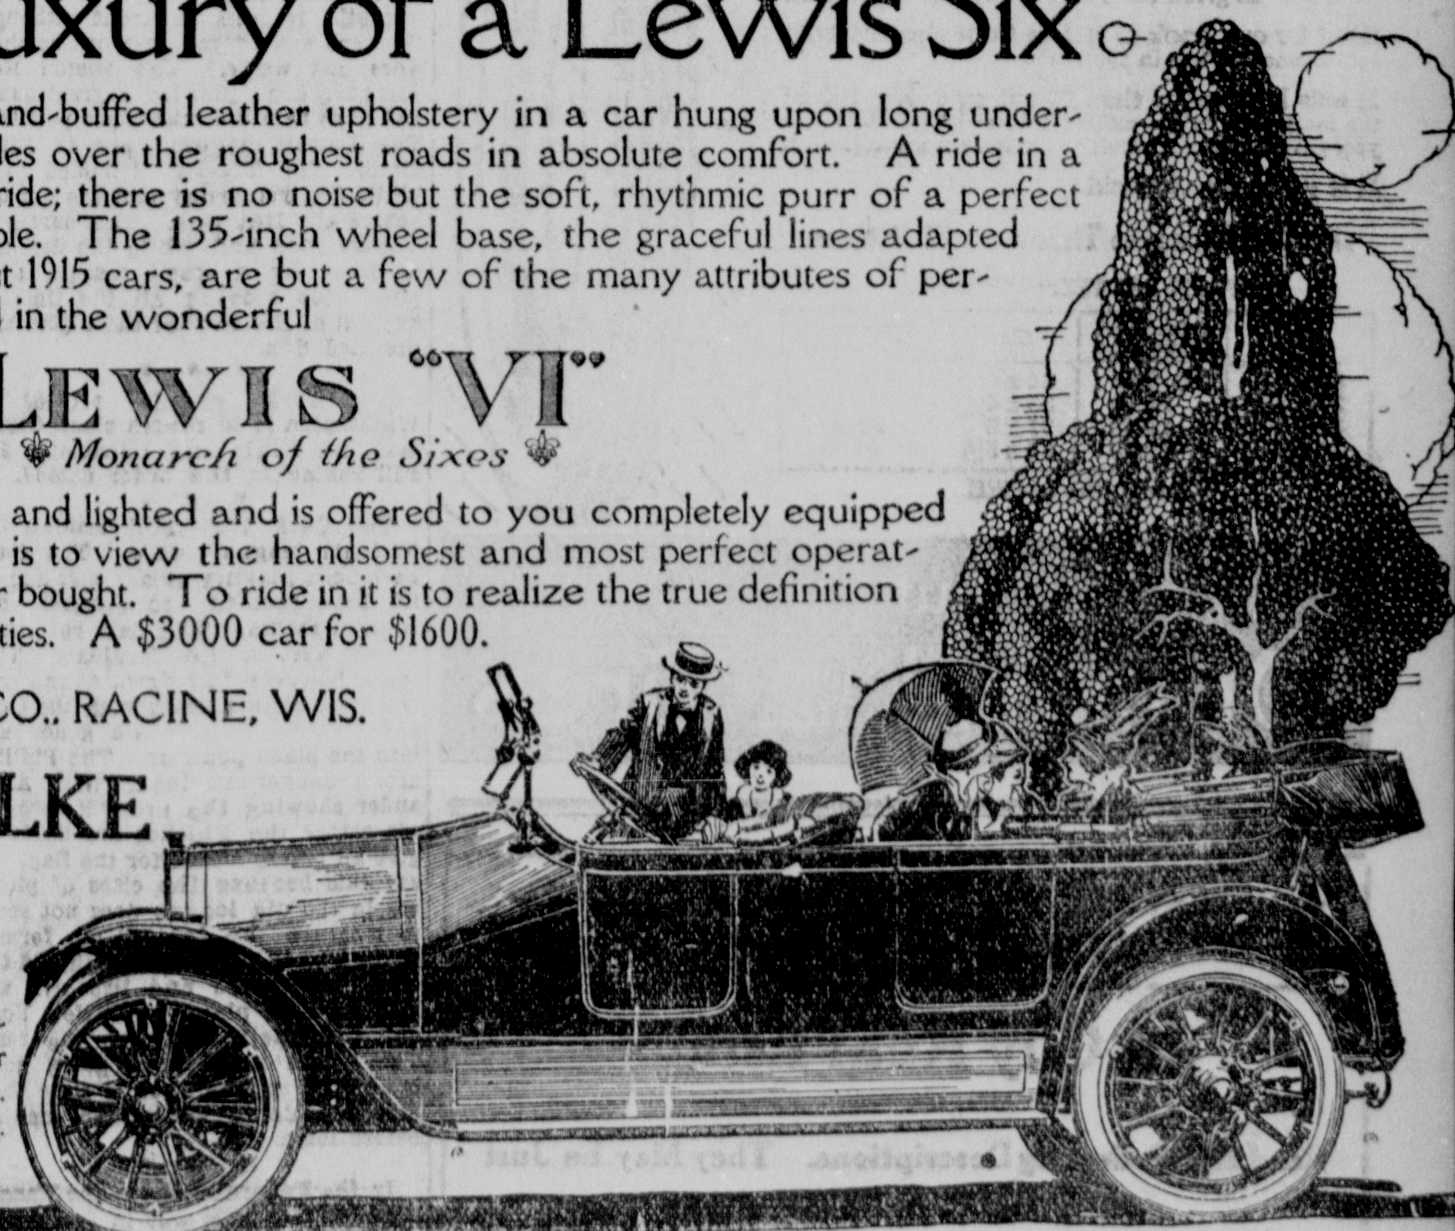 uxury of a Lewis Six
and-buffed leather upholstery in a car hung upon long under-
les over the roughest roads in absolute comfort. A ride in a
ride; there is no noise but the soft, rhythmic purr of a perfect
ole. The 135-inch wheel base, the graceful lines adapted
t 1915 cars, are but a few of the many attributes of per-
in the wonderful
LEWIS "VI"
Monarch of the Sixes
and lighted and is offered to you completely equipped
is to view the handsomest and most perfect operat-
r bought. To ride in it is to realize the true definition
ties. A $3000 car for $1600.
CO., RACINE, WIS.
LKE